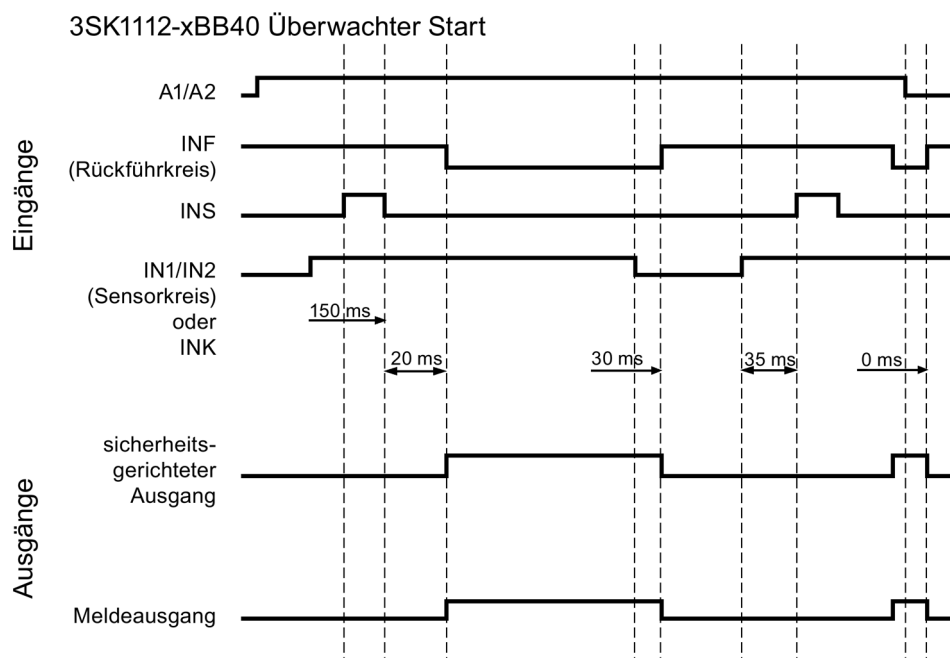 3SK1112-xBB40 Überwachter Start
Eingänge
A1/A2
INF
(Rückführkreis)
INS
IN1/IN2
(Sensorkreis)
oder
INK
150 ms
20 ms
30 ms
35 ms
0 ms
Ausgänge
sicherheits-
gerichteter
Ausgang
Meldeausgang